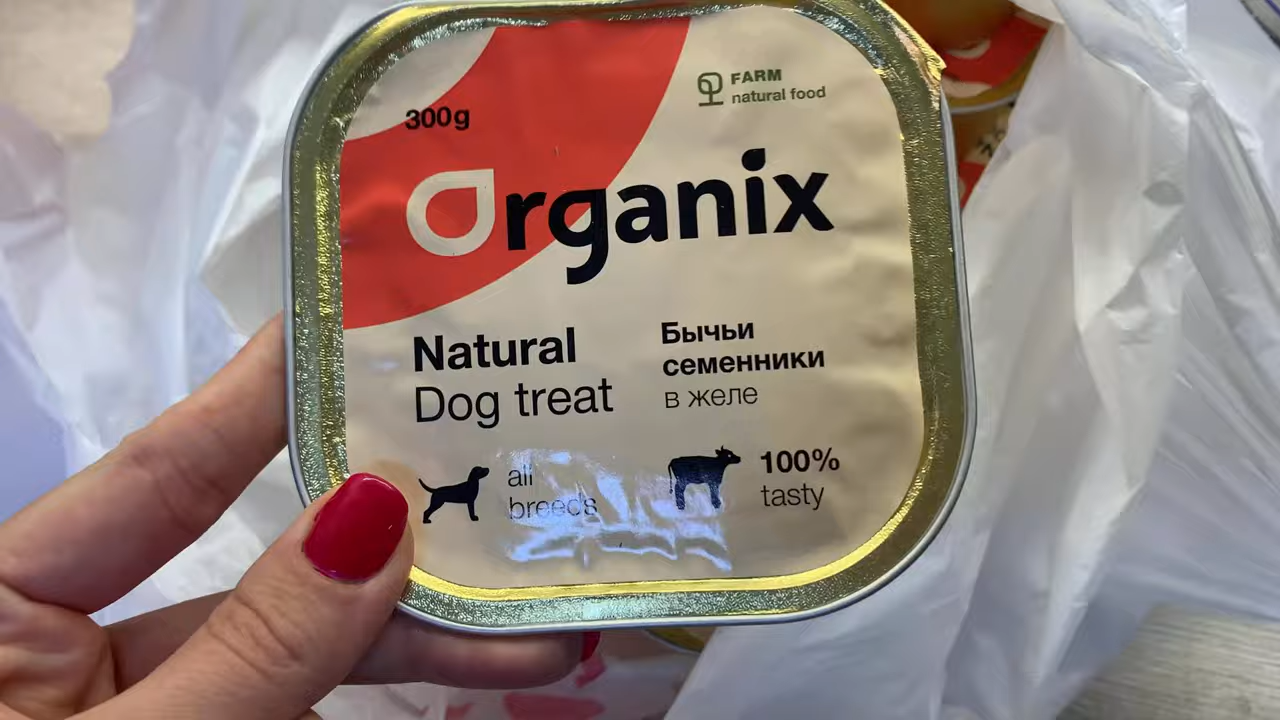 300g
FARM
natural food
Organix
Natural
Dog treat
Бычьи
семенники
в желе
all
breeds
100%
tasty